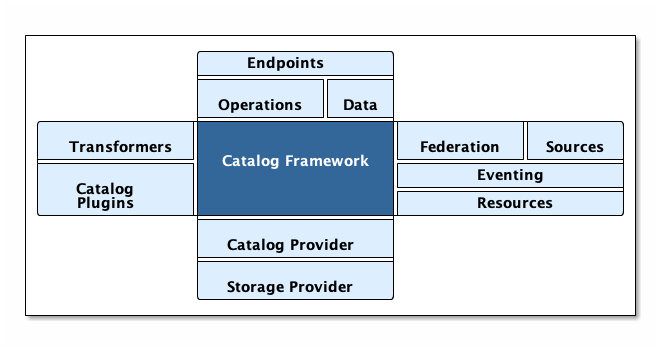 Endpoints
Operations
Data
Transformers
Catalog Framework
Federation
Sources
Catalog
Plugins
Eventing
Resources
Catalog Provider
Storage Provider